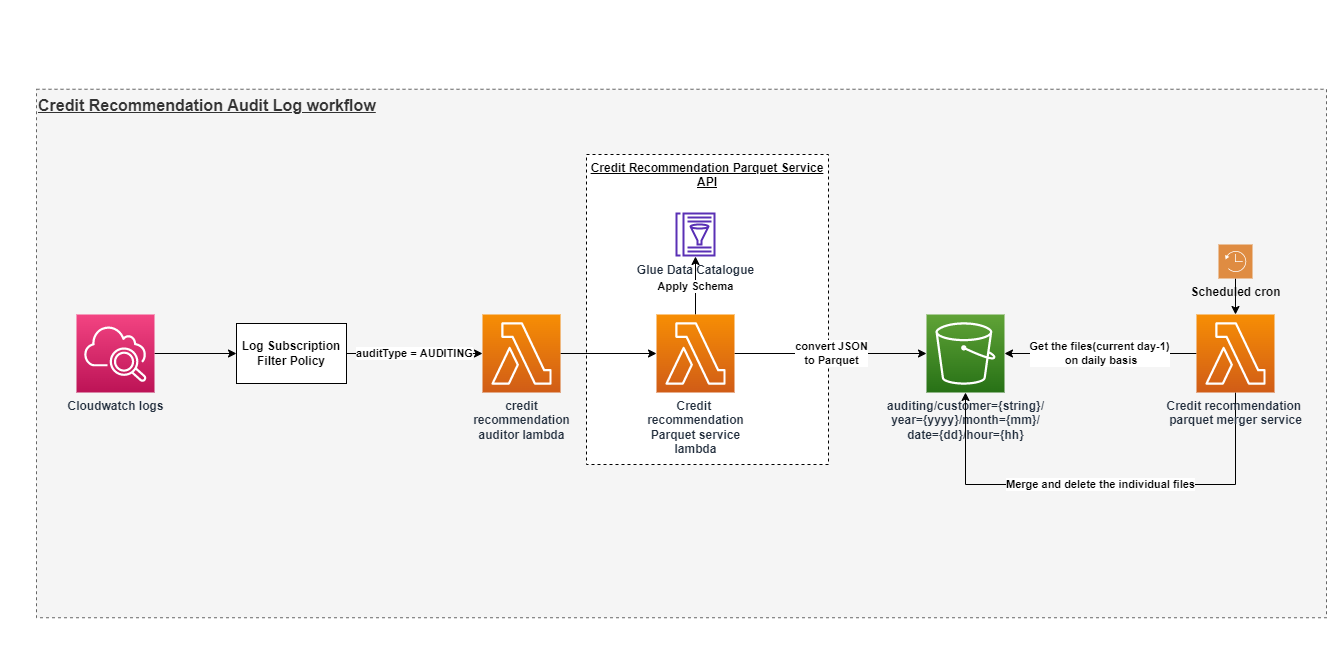 Credit Recommendation Audit Log workflow
Credit Recommendation Parquet Service
API
Glue Data Catalogue
Apply Schema
Scheduled cron
Log Subscription
Filter Policy
auditType = AUDITING
convert JSON
to Parquet
Get the files(current day-1)
on daily basis
Cloudwatch logs
credit
recommendation
auditor lambda
Credit
recommendation
Parquet service
lambda
auditing/customer={string}/
year={yyyy}/month={mm}/
date={dd}/hour={hh}
Credit recommendation
parquet merger service
Merge and delete the individual files